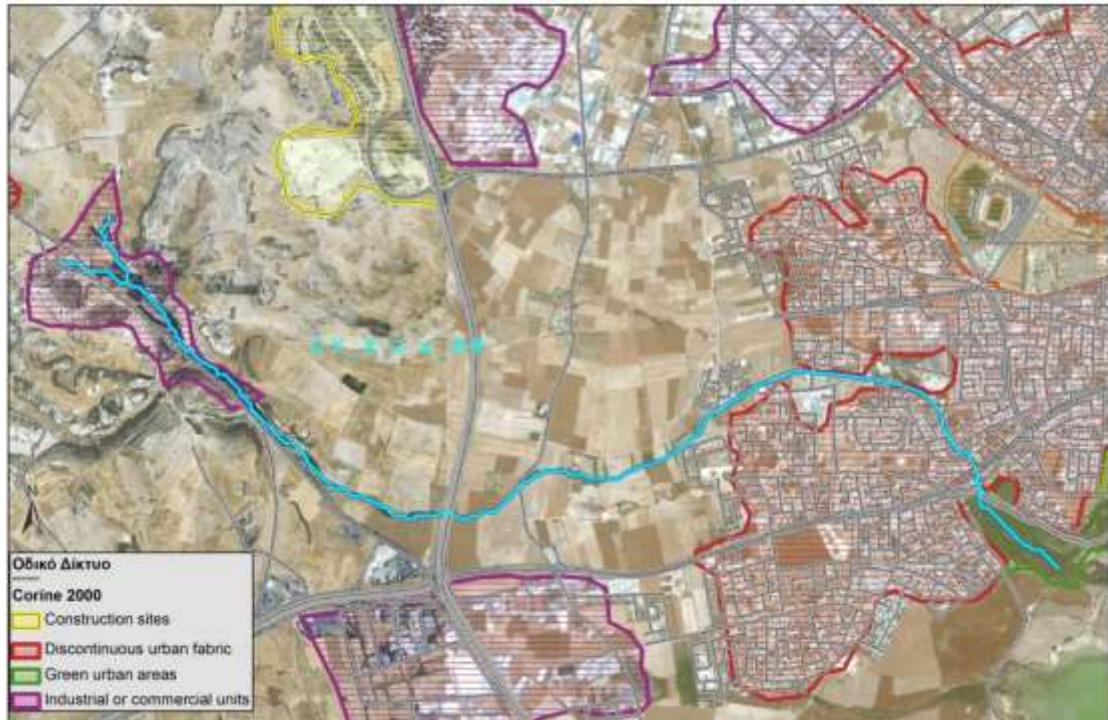 Οδικό Δίκτυο
Corine 2000
Construction sites
Discontinuous urban fabric
Green urban areas
Industrial or commercial units